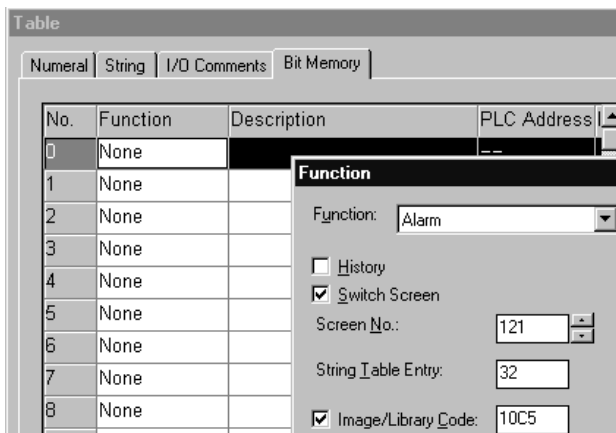 Table
Numeral String I/O Comments Bit Memory
No. Function Description PLC Address
0 None --
1 None
2 None
3 None
4 None
5 None
6 None
7 None
8 None
Function
Function: Alarm
History
Switch Screen
Screen No.: 121
String Table Entry: 32
Image/Library Code: 10C5